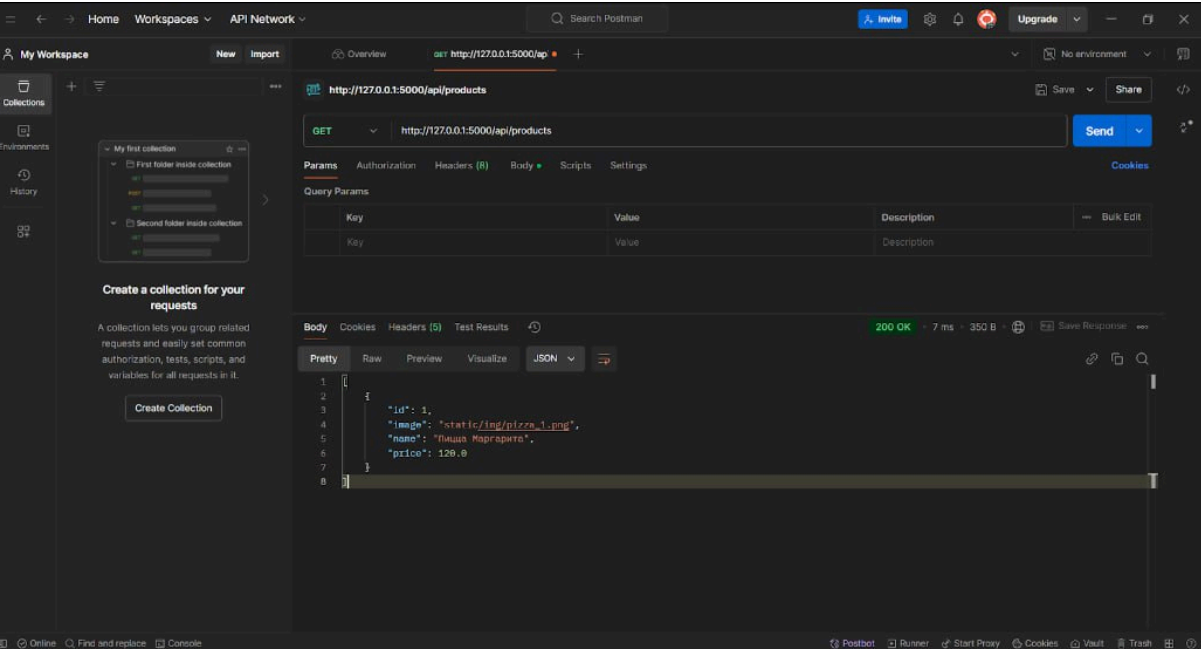 Home Workspaces API Network Search Postman Invite Upgrade
My Workspace New Import Overview GET http://127.0.0.1:5000/ap No environment
http://127.0.0.1:5000/api/products Save Share
Collections
GET http://127.0.0.1:5000/api/products Send
Environments
Params Authorization Headers (8) Body Scripts Settings Cookies
History
Query Params
Key Value Description Bulk Edit
Key Value Description
My first collection
First folder inside collection
GET
POST
GET
Second folder inside collection
GET
GET
Create a collection for your
requests
A collection lets you group related
requests and easily set common
authorization, tests, scripts, and
variables for all requests in it.
Create Collection
Body Cookies Headers (5) Test Results 200 OK 7 ms 350 B Save Response
Pretty Raw Preview Visualize JSON
1 [
2 {
3 "id": 1,
4 "image": "static/img/pizza_1.png",
5 "name": "Пицца Маргарита",
6 "price": 120.0
7 }
8 ]
Online Find and replace Console Postbot Runner Start Proxy Cookies Vault Trash